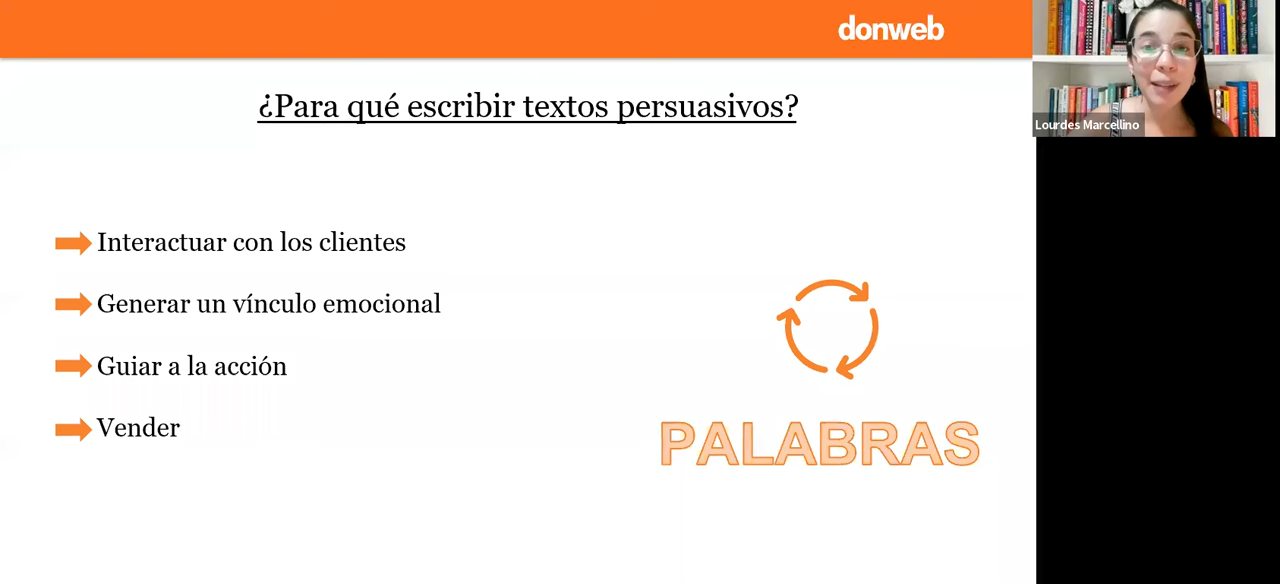 donweb
¿Para qué escribir textos persuasivos?
Lourdes Marcellino
Interactuar con los clientes
Generar un vínculo emocional
Guiar a la acción
Vender
PALABRAS